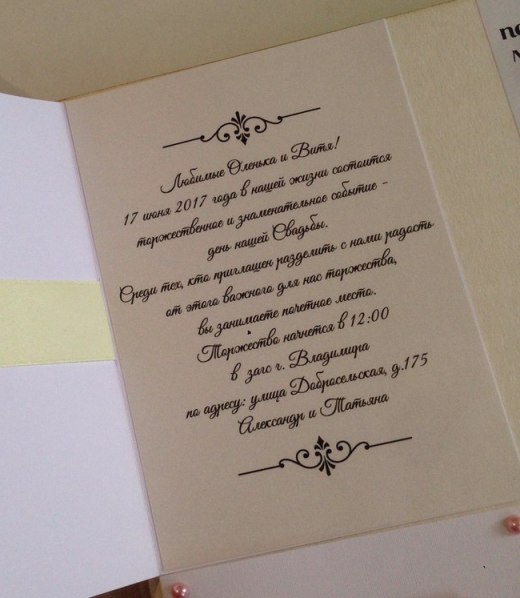 Любимые Оленька и Витя!
17 июня 2017 года в нашей жизни состоится
торжественное и знаменательное событие -
день нашей Свадьбы.
Среди тех, кто приглашен разделить с нами радость
от этого важного для нас торжества,
вы занимаете почетное место.
Торжество начнется в 12:00
в загс г. Владимира
по адресу: улица Добросельская, д.175
Александр и Татьяна